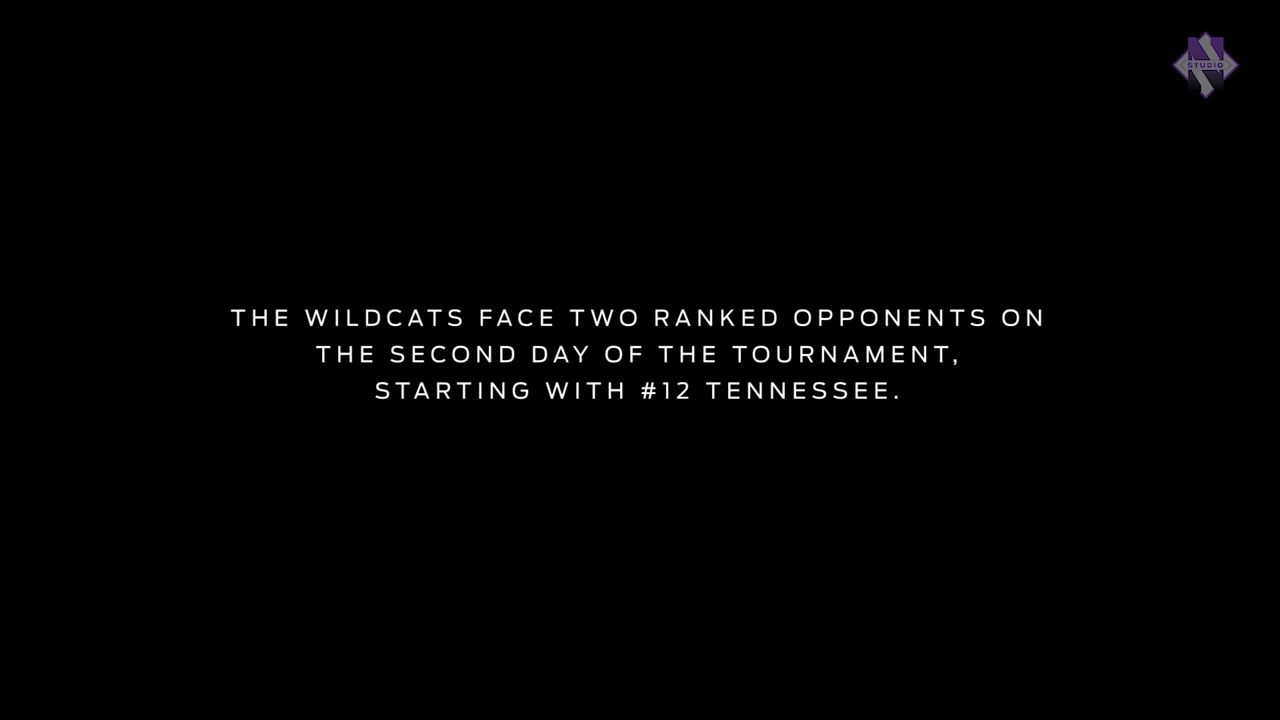 STUDIO
THE WILDCATS FACE TWO RANKED OPPONENTS ON
THE SECOND DAY OF THE TOURNAMENT,
STARTING WITH #12 TENNESSEE.